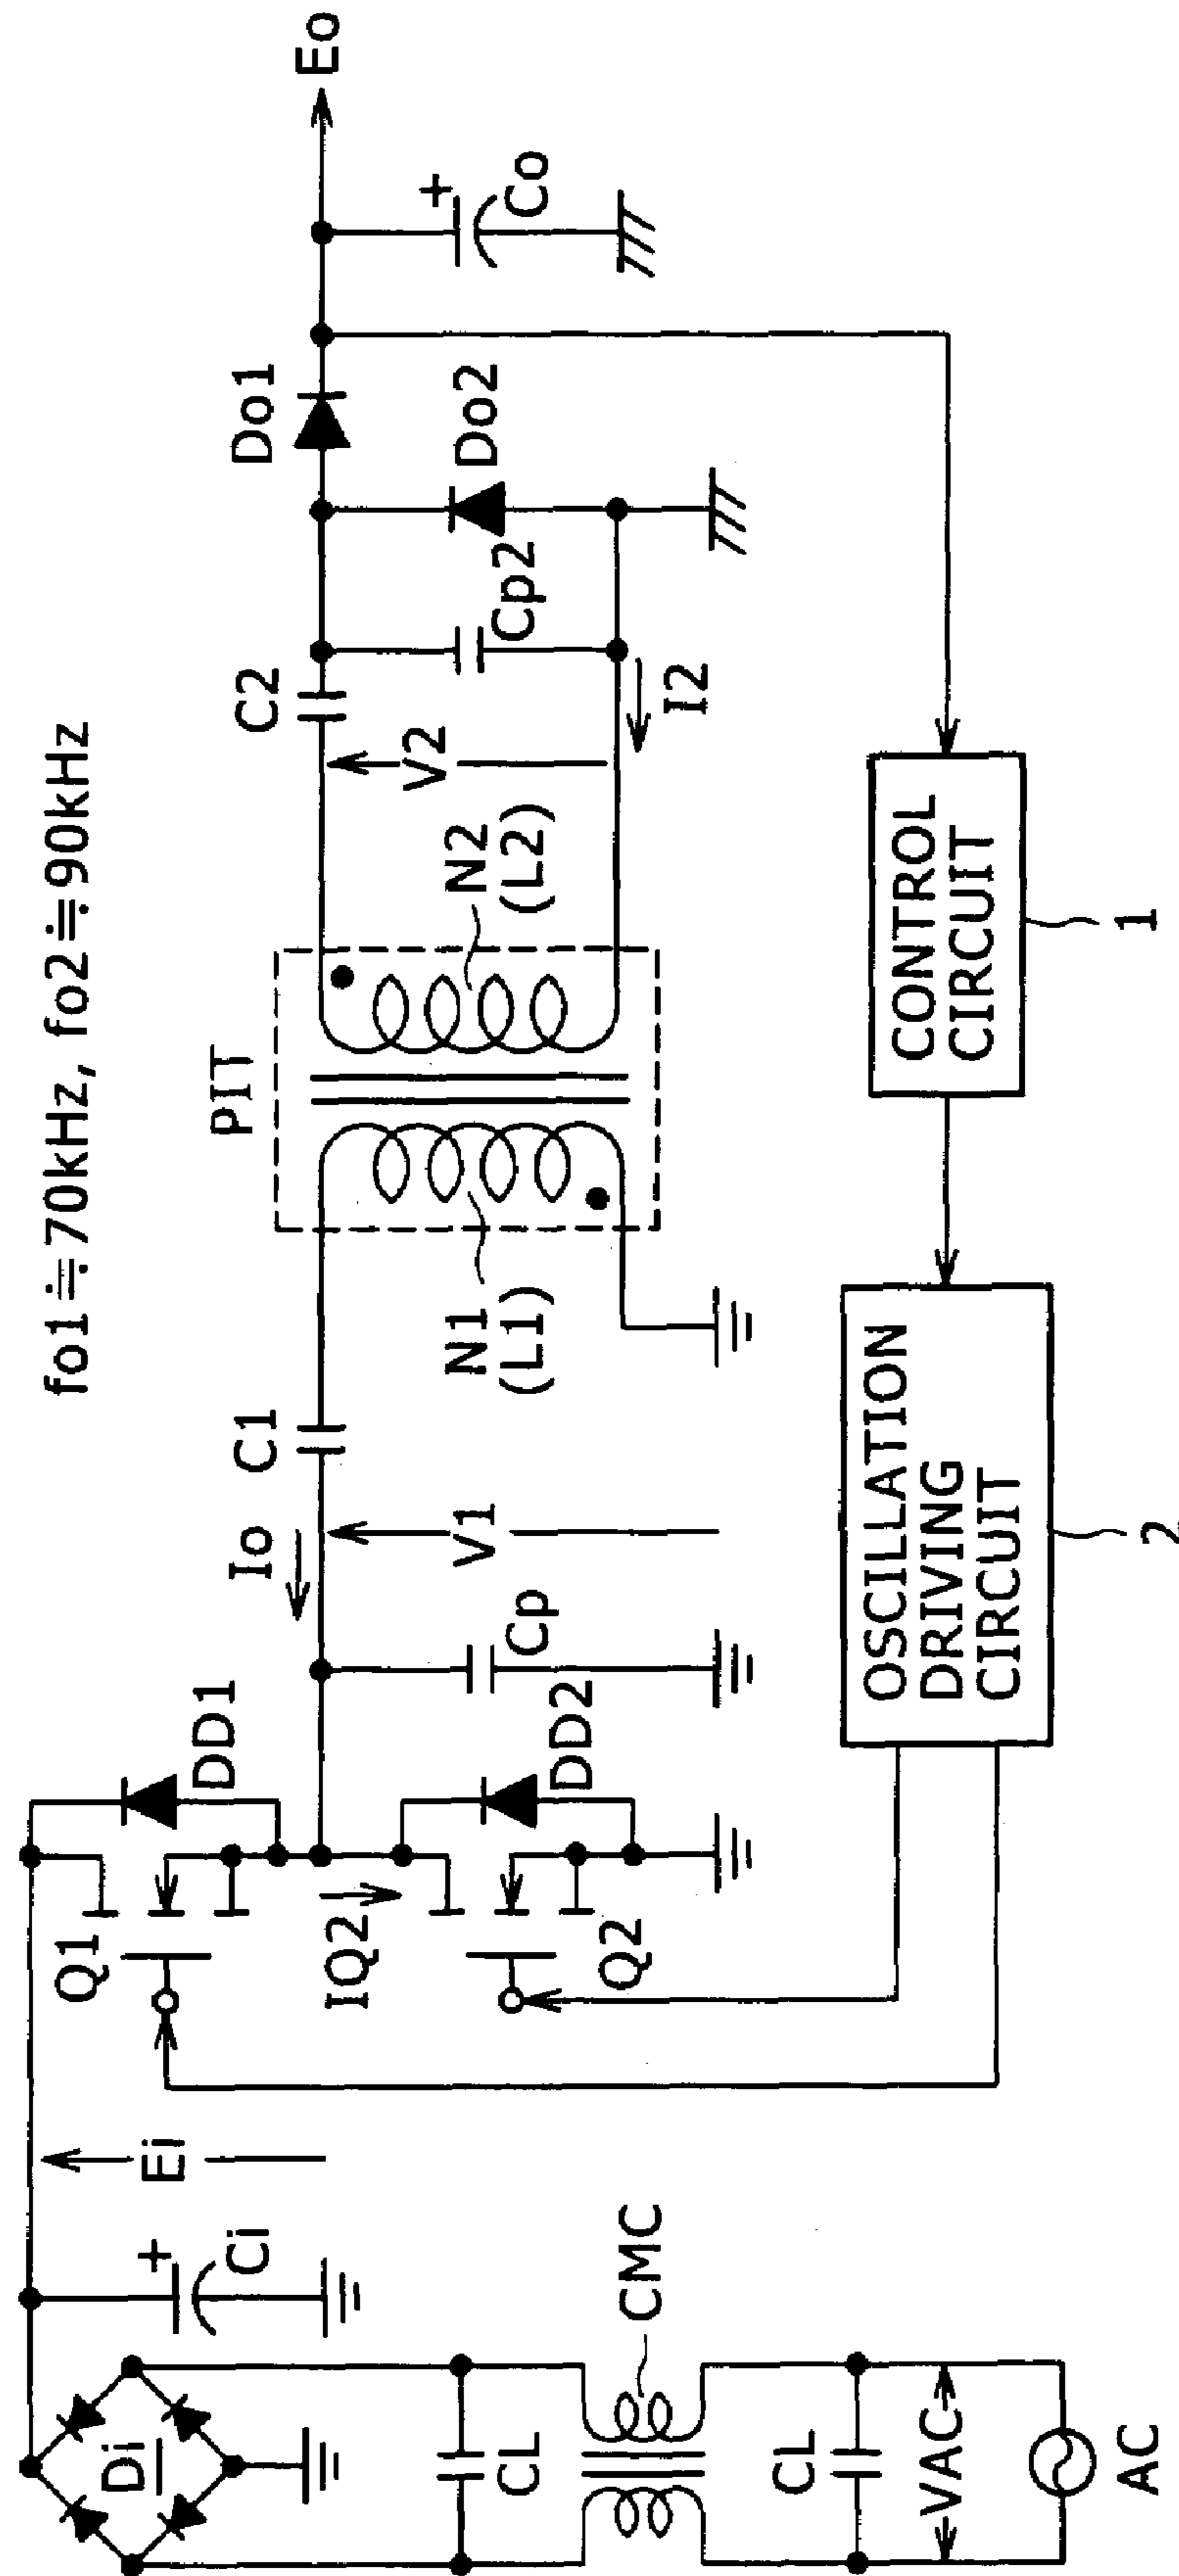 fo1≒70kHz, fo2≒90kHz
Di
Ci
+
Ei
Q1
DD1
IQ2
Q2
DD2
Io
Cp
V1
C1
N1
(L1)
PIT
N2
(L2)
V2
C2
I2
Cp2
Do1
Do2
+
Co
Eo
CL
CMC
CL
VAC
AC
OSCILLATION
DRIVING
CIRCUIT
2
CONTROL
CIRCUIT
1